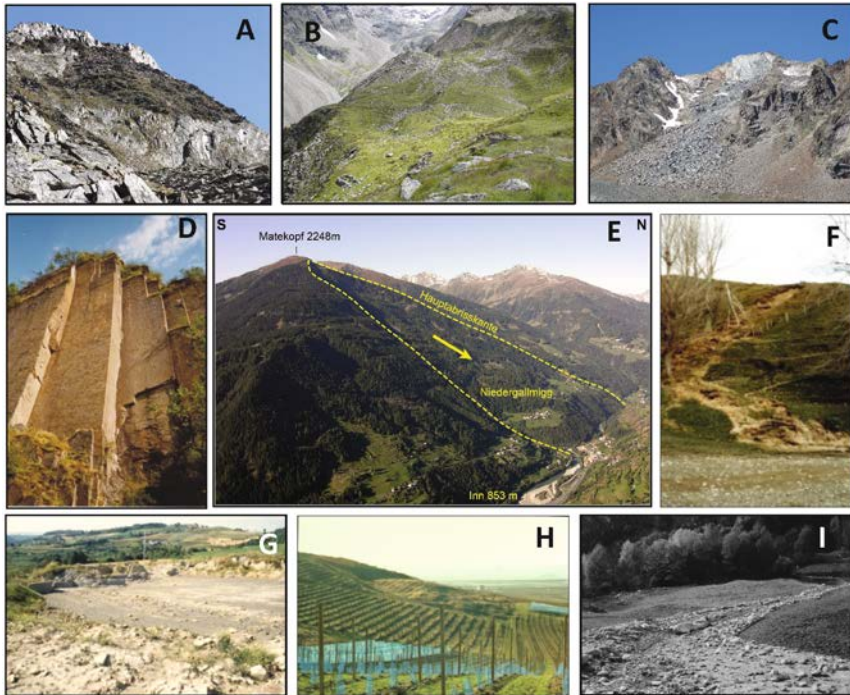 A
B
C
D
S
Matekopf 2248m
E
N
Hauptabrisskante
Niedergallmigg
Inn 853 m
F
G
H
I